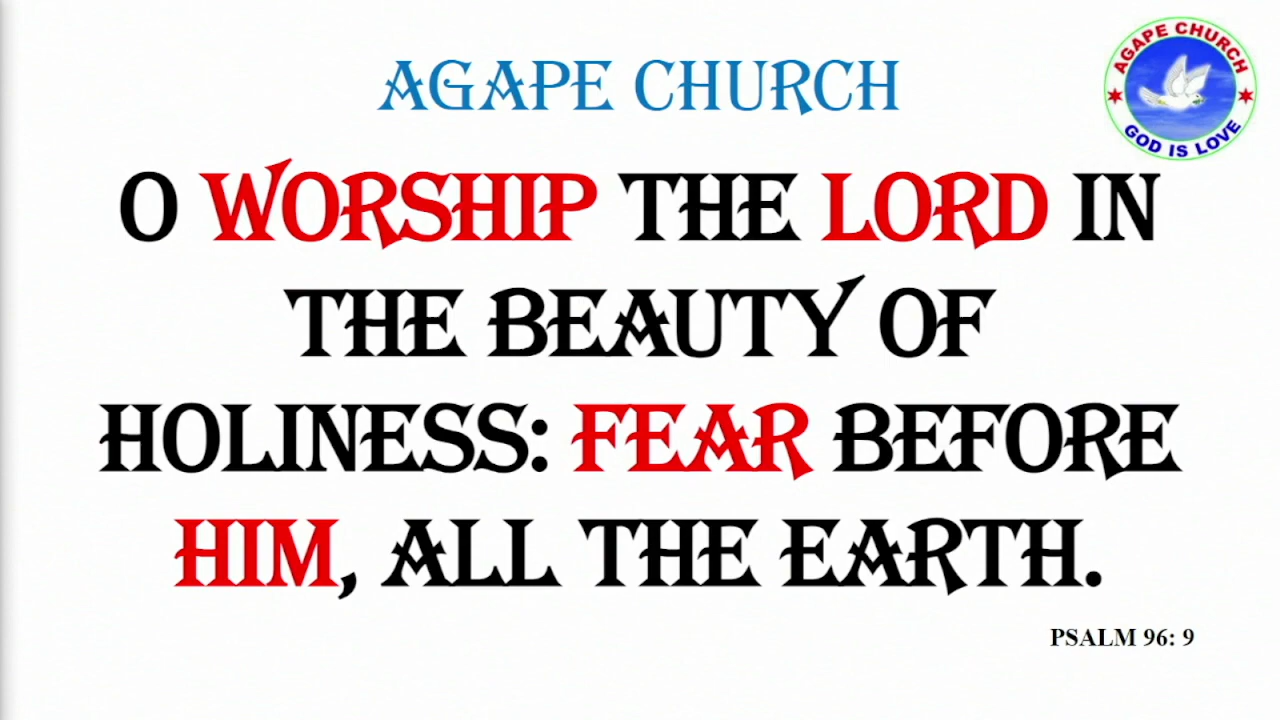 AGAPE CHURCH
AGAPE CHURCH
GOD IS LOVE
O WORSHIP THE LORD IN
THE BEAUTY OF
HOLINESS: FEAR BEFORE
HIM, ALL THE EARTH.
PSALM 96: 9